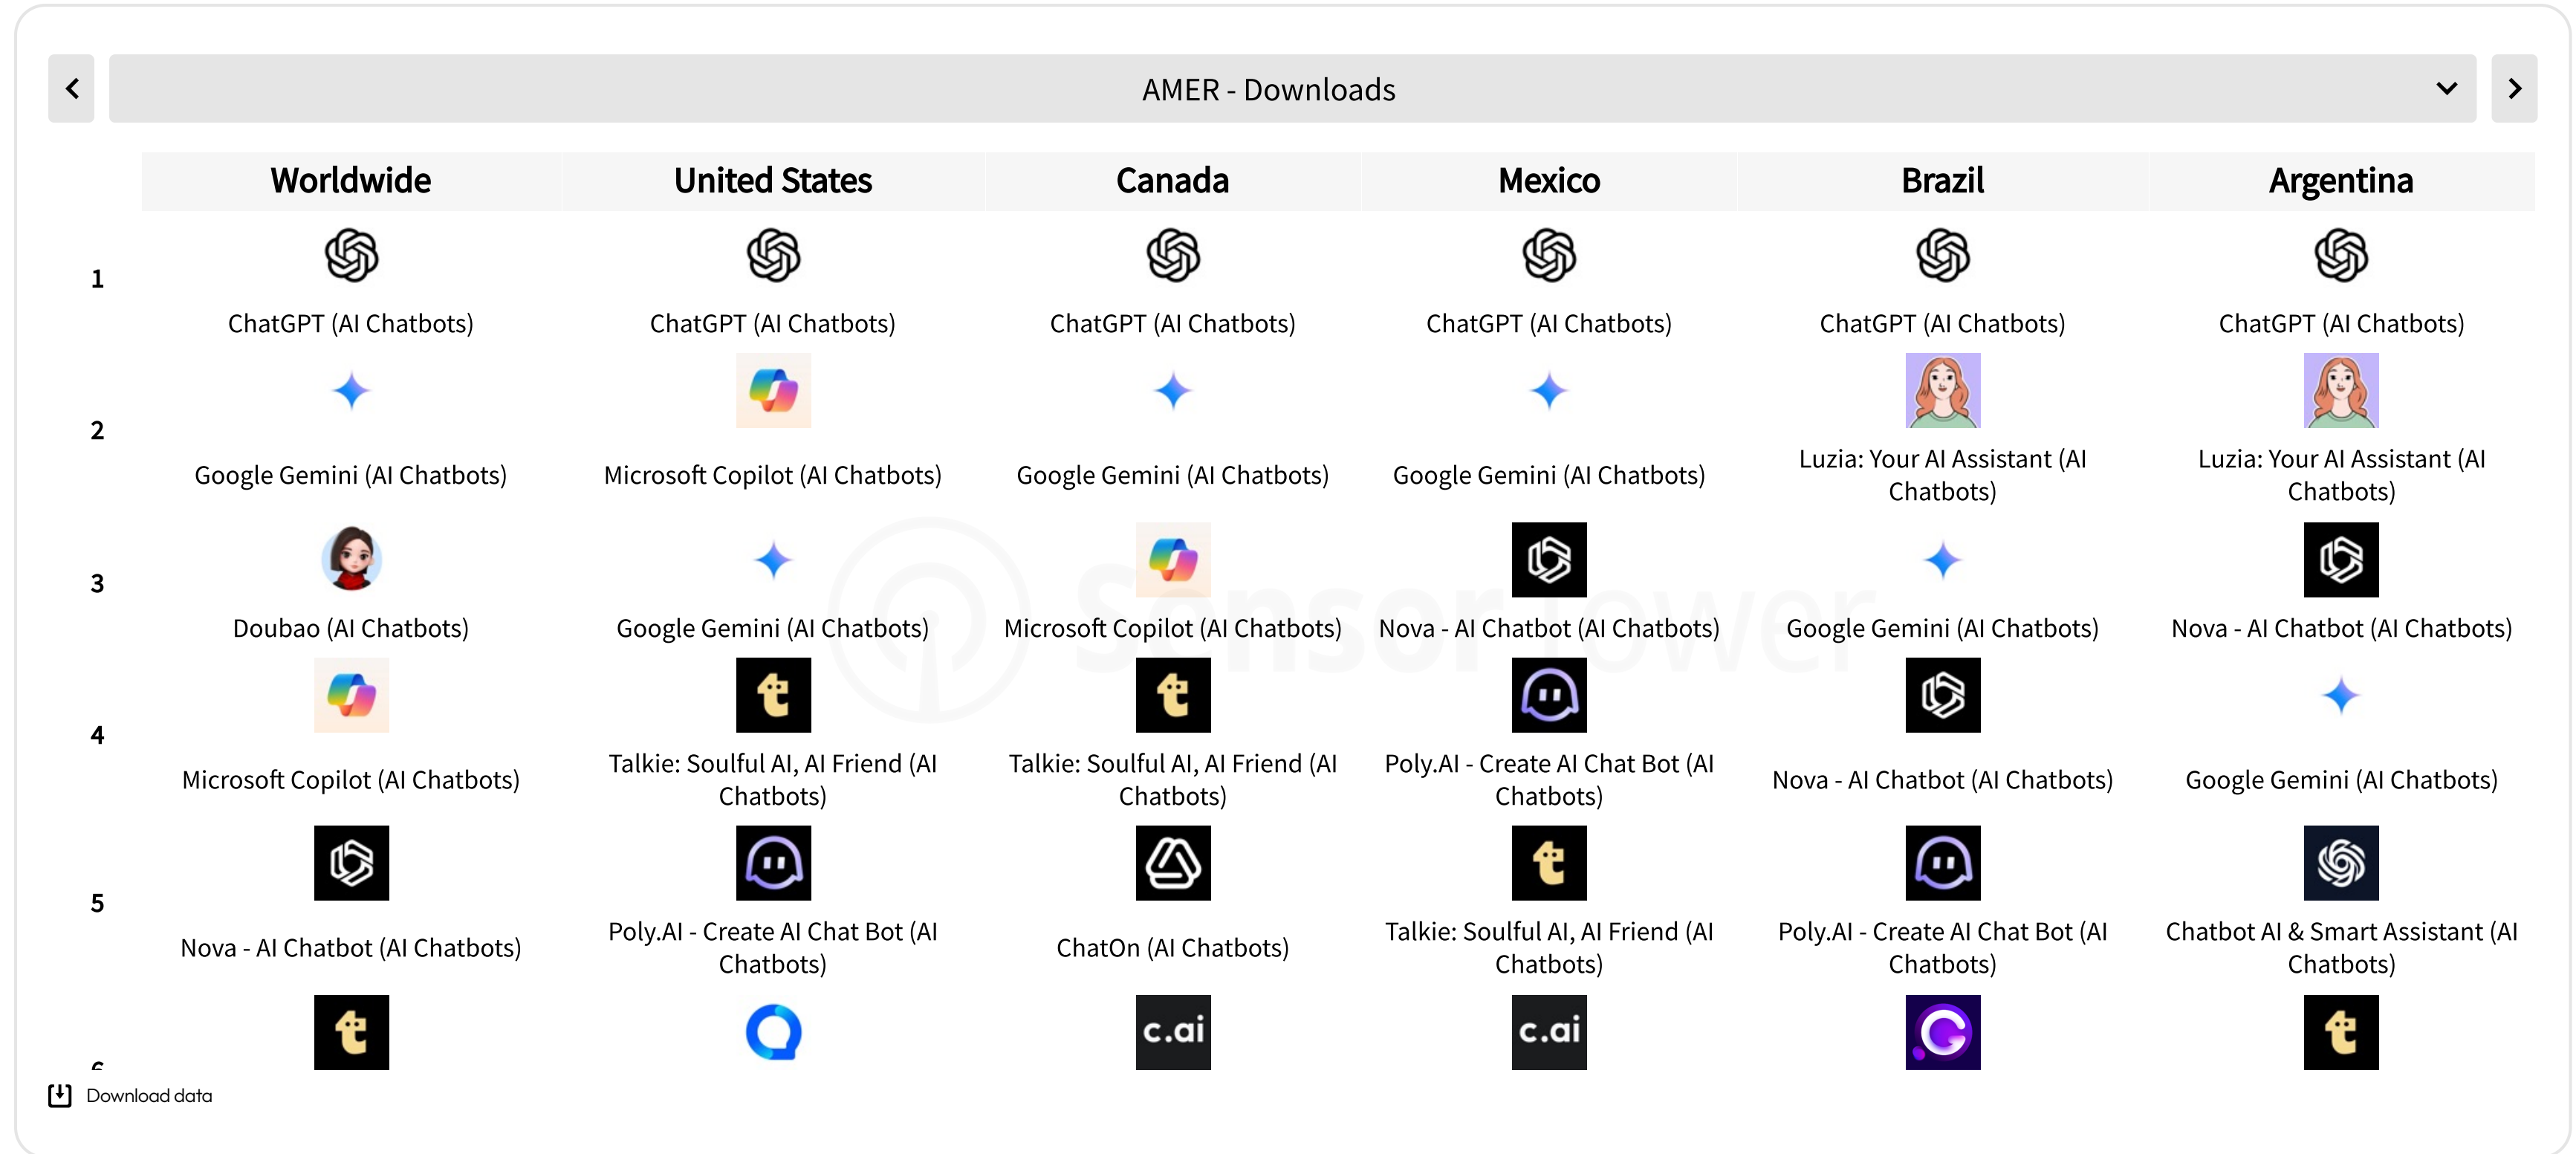 AMER - Downloads
Worldwide United States Canada Mexico Brazil Argentina
1
ChatGPT (AI Chatbots) ChatGPT (AI Chatbots) ChatGPT (AI Chatbots) ChatGPT (AI Chatbots) ChatGPT (AI Chatbots) ChatGPT (AI Chatbots)
2
Google Gemini (AI Chatbots) Microsoft Copilot (AI Chatbots) Google Gemini (AI Chatbots) Google Gemini (AI Chatbots) Luzia: Your AI Assistant (AI Chatbots) Luzia: Your AI Assistant (AI Chatbots)
3
Doubao (AI Chatbots) Google Gemini (AI Chatbots) Microsoft Copilot (AI Chatbots) Nova - AI Chatbot (AI Chatbots) Google Gemini (AI Chatbots) Nova - AI Chatbot (AI Chatbots)
Sensor Tower
4
Microsoft Copilot (AI Chatbots) Talkie: Soulful AI, AI Friend (AI Chatbots) Talkie: Soulful AI, AI Friend (AI Chatbots) Poly.AI - Create AI Chat Bot (AI Chatbots) Nova - AI Chatbot (AI Chatbots) Google Gemini (AI Chatbots)
5
Nova - AI Chatbot (AI Chatbots) Poly.AI - Create AI Chat Bot (AI Chatbots) ChatOn (AI Chatbots) Talkie: Soulful AI, AI Friend (AI Chatbots) Poly.AI - Create AI Chat Bot (AI Chatbots) Chatbot AI & Smart Assistant (AI Chatbots)
c.ai c.ai
Download data